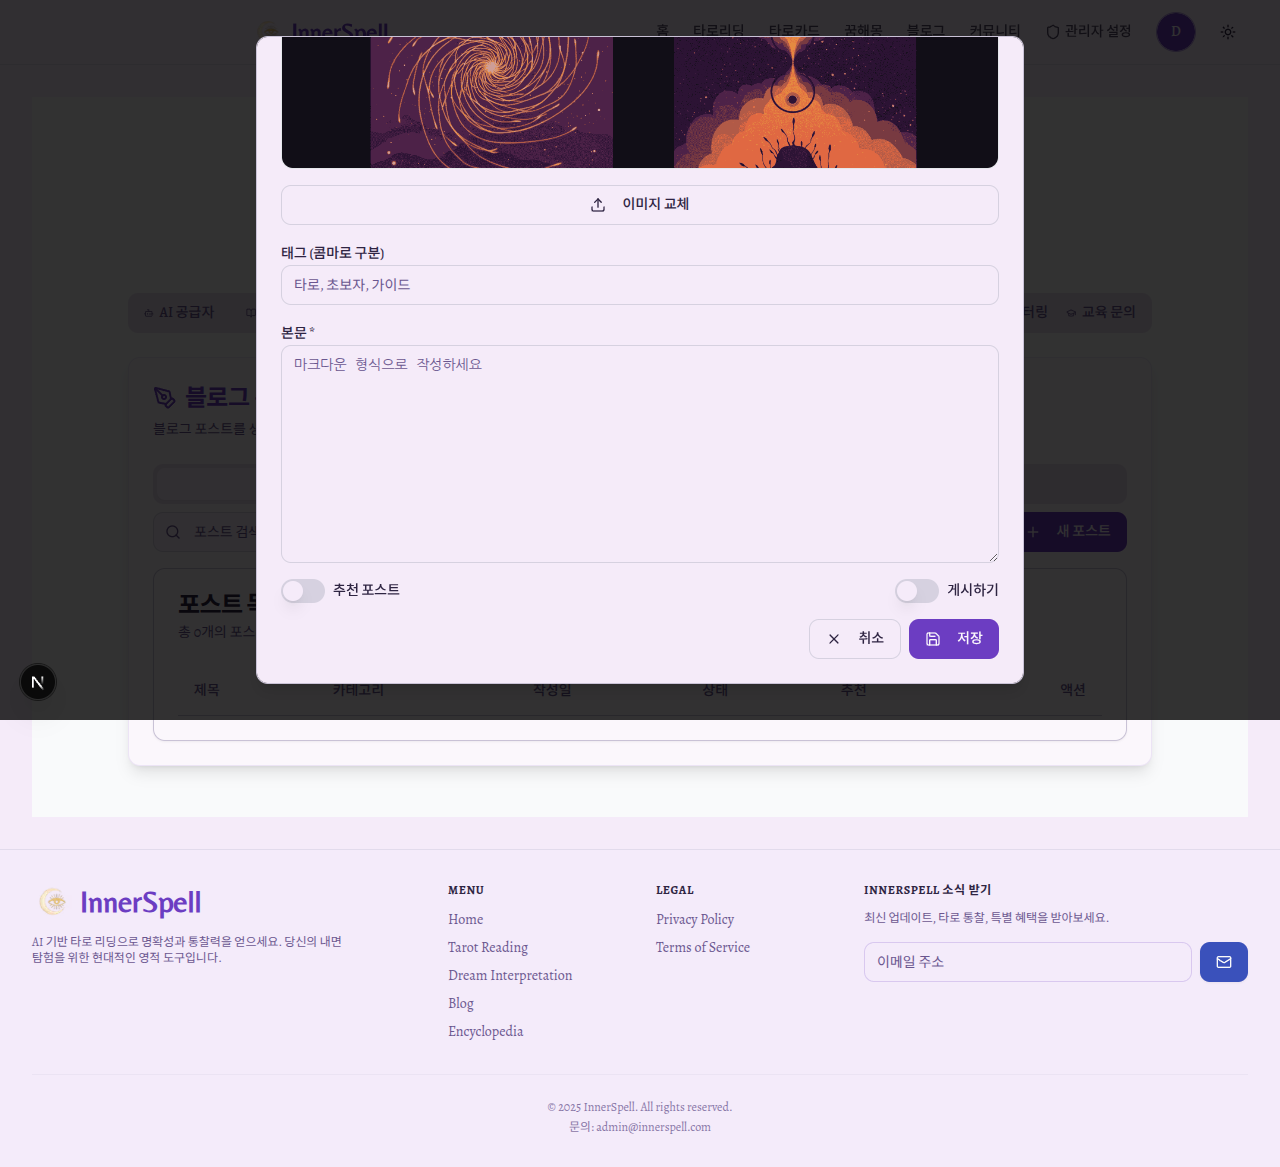 InnerSpell
홈 타로리딩 타로카드 꿈해몽 블로그 커뮤니티 관리자 설정 D
이미지 교체
태그 (콤마로 구분)
타로, 초보자, 가이드
본문 *
마크다운 형식으로 작성하세요
추천 포스트
게시하기
취소
저장
AI 공급자
터링
교육 문의
블로그
블로그 포스트를
포스트 검색
새 포스트
포스트
총 0개의 포스
제목 카테고리 작성일 상태 추천 액션
N
InnerSpell
AI 기반 타로 리딩으로 명확성과 통찰력을 얻으세요. 당신의 내면
탐험을 위한 현대적인 영적 도구입니다.
MENU
Home
Tarot Reading
Dream Interpretation
Blog
Encyclopedia
LEGAL
Privacy Policy
Terms of Service
INNERSPELL 소식 받기
최신 업데이트, 타로 통찰, 특별 혜택을 받아보세요.
이메일 주소
© 2025 InnerSpell. All rights reserved.
문의: admin@innerspell.com